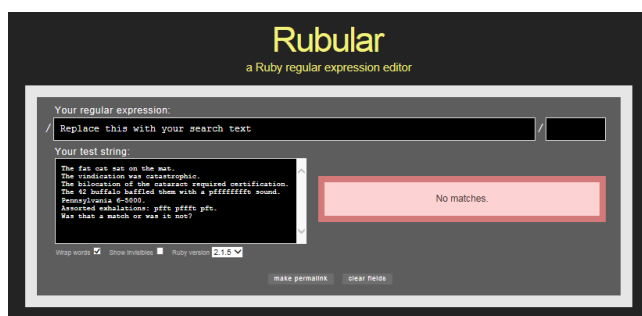 Rubular
a Ruby regular expression editor
Your regular expression:
/ Replace this with your search text /
Your test string:
The fat cat sat on the mat.
The vindication was catastrophic.
The bilocation of the cataract required certification.
The 42 buffalo baffled them with a pfffffffft sound.
Pennsylvania 6-5000.
Assorted exhalations: pfft pffft pft.
Was that a match or was it not?
No matches.
Wrap words Show invisibles Ruby version 2.1.5
make permalink clear fields